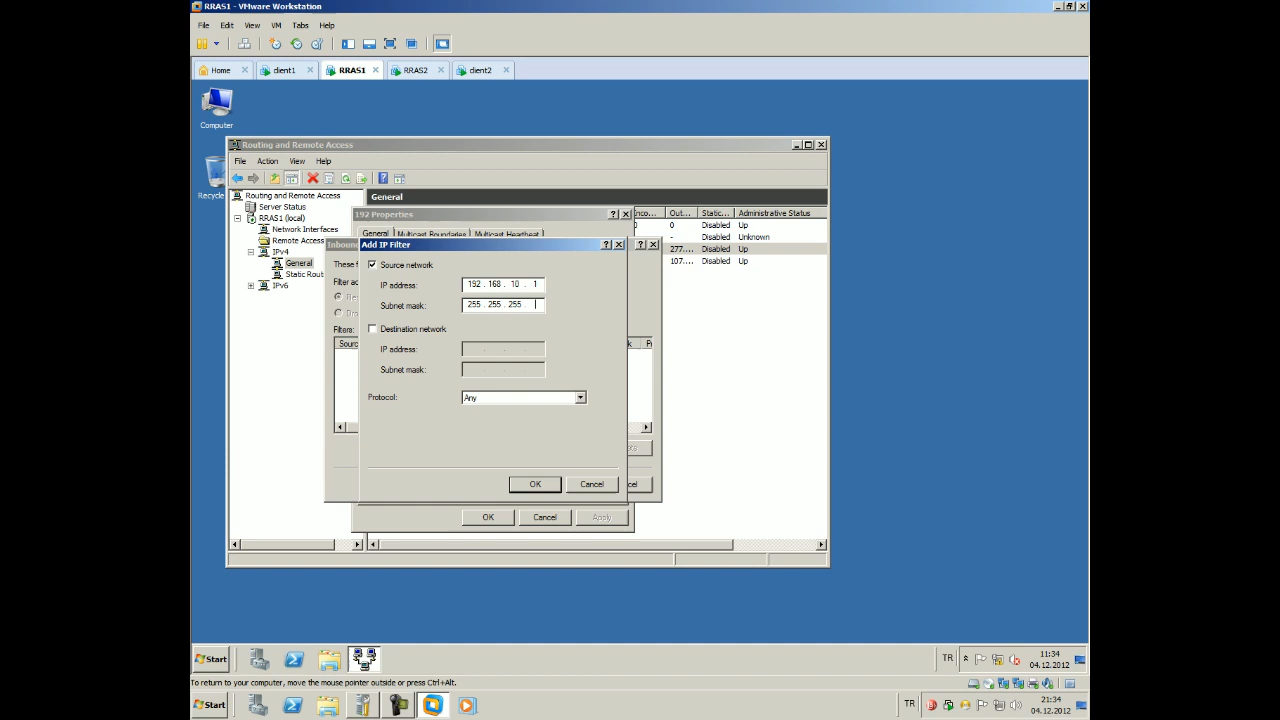 RRAS1 - VMware Workstation
File Edit View VM Tabs Help
Home client1 RRAS1 RRAS2 client2
Computer
Routing and Remote Access
File Action View Help
Recycle
Routing and Remote Access
Server Status
RRAS1 (local)
Network Interfaces
Remote Access
IPv4
General
Static Rout
IPv6
General
Out... Static... Administrative Status
0 0 Disabled Up
- Disabled Unknown
277.... Disabled Up
107.... Disabled Up
192 Properties
General Multicast Boundaries Multicast Heartbeat
Inboun
These f
Filter ac
Filters:
Sourc
Add IP Filter
Source network
IP address: 192 . 168 . 10 . 1
Subnet mask: 255 . 255 . 255 .
Destination network
IP address: . . .
Subnet mask: . . .
Protocol: Any
OK Cancel
OK Cancel Apply
Start TR 11:34
04.12.2012
To return to your computer, move the mouse pointer outside or press Ctrl+Alt.
Start TR 21:34
04.12.2012